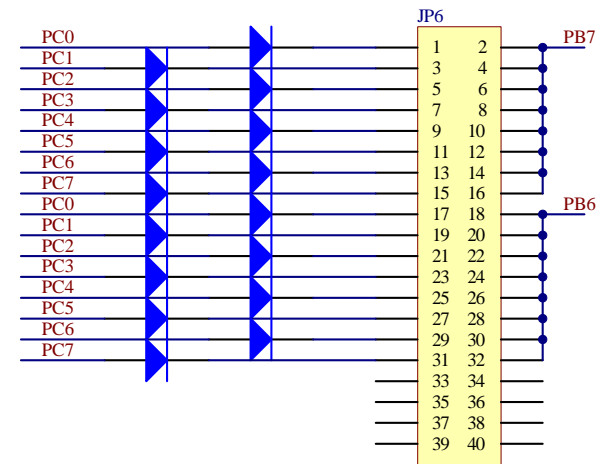 JP6
PC0 1 2 PB7
PC1 3 4
PC2 5 6
PC3 7 8
PC4 9 10
PC5 11 12
PC6 13 14
PC7 15 16
PC0 17 18 PB6
PC1 19 20
PC2 21 22
PC3 23 24
PC4 25 26
PC5 27 28
PC6 29 30
PC7 31 32
33 34
35 36
37 38
39 40